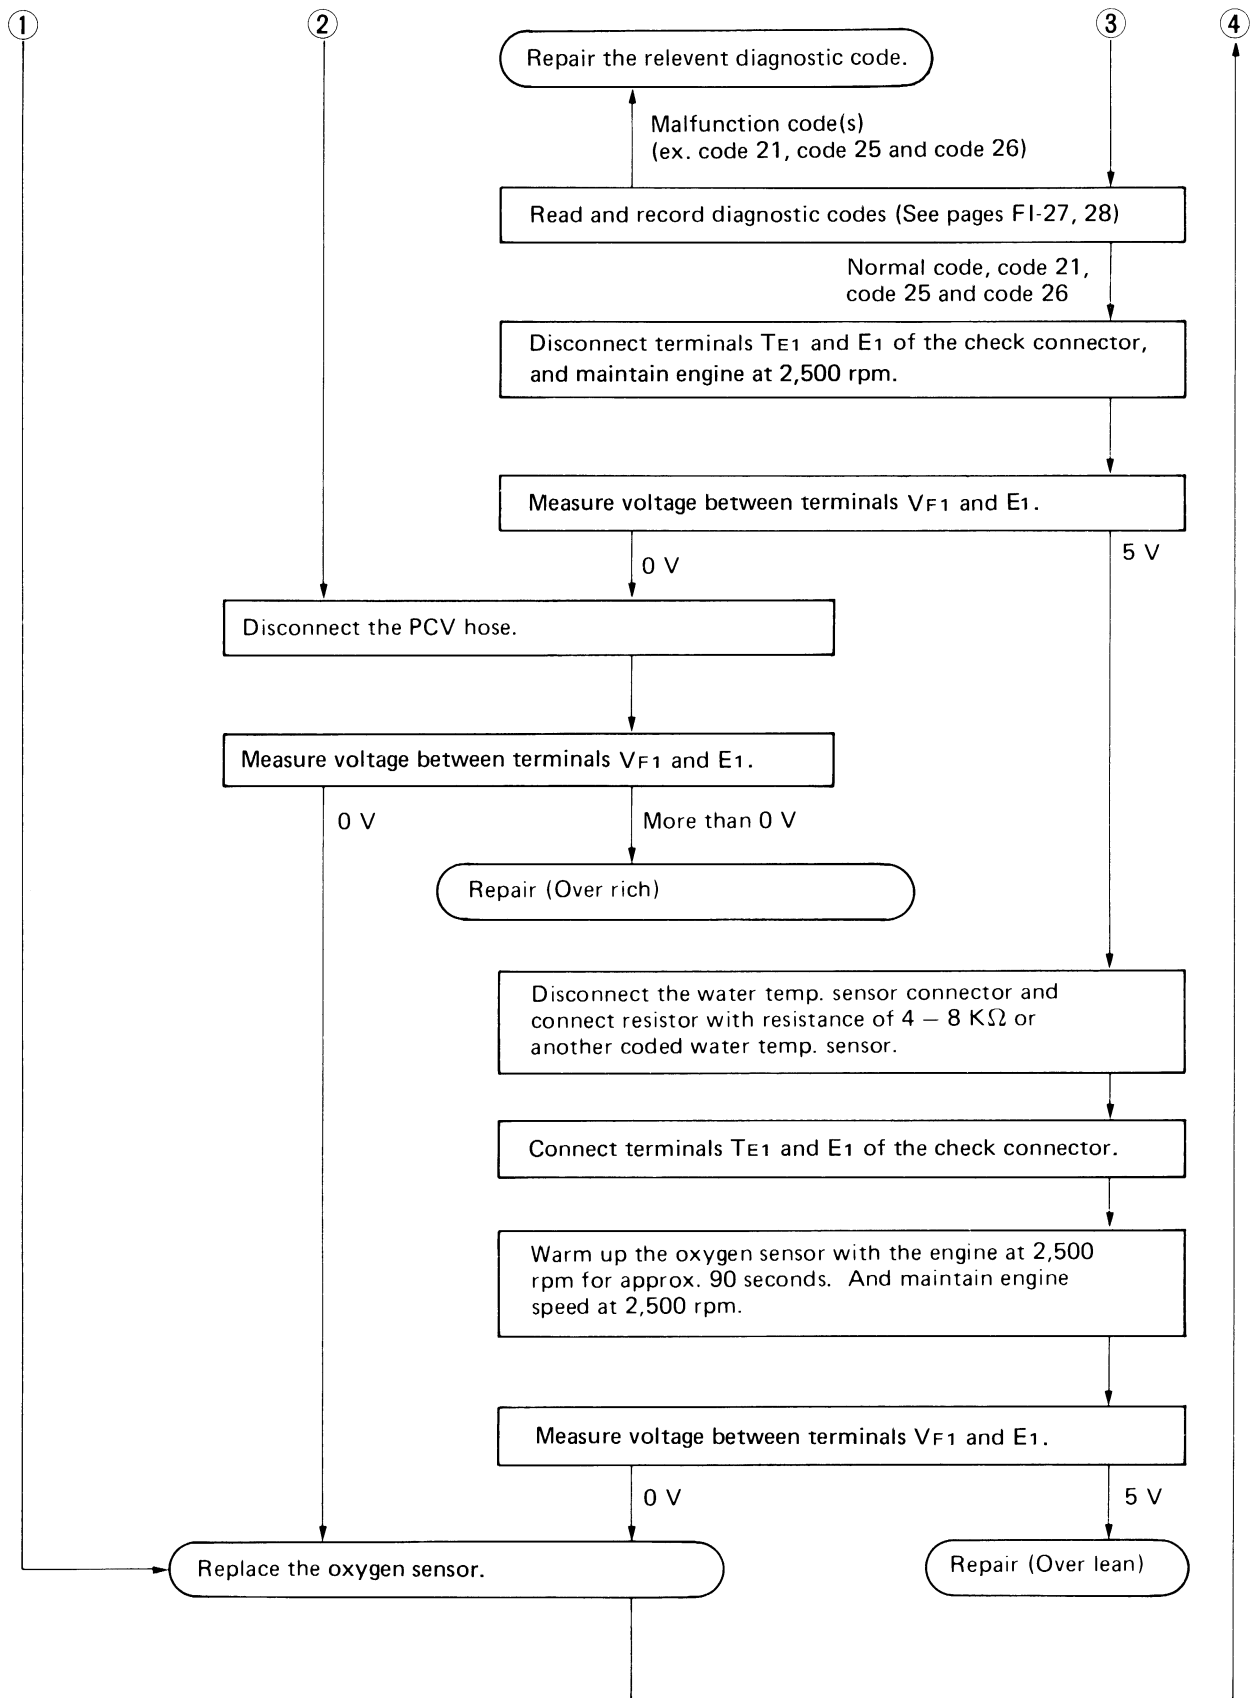 1
2
3
4
Repair the relevent diagnostic code.
Malfunction code(s)
(ex. code 21, code 25 and code 26)
Read and record diagnostic codes (See pages FI-27, 28)
Normal code, code 21,
code 25 and code 26
Disconnect terminals TE1 and E1 of the check connector,
and maintain engine at 2,500 rpm.
Measure voltage between terminals VF1 and E1.
0 V
5 V
Disconnect the PCV hose.
Measure voltage between terminals VF1 and E1.
0 V
More than 0 V
Repair (Over rich)
Disconnect the water temp. sensor connector and
connect resistor with resistance of 4 – 8 KΩ or
another coded water temp. sensor.
Connect terminals TE1 and E1 of the check connector.
Warm up the oxygen sensor with the engine at 2,500
rpm for approx. 90 seconds. And maintain engine
speed at 2,500 rpm.
Measure voltage between terminals VF1 and E1.
0 V
5 V
Replace the oxygen sensor.
Repair (Over lean)